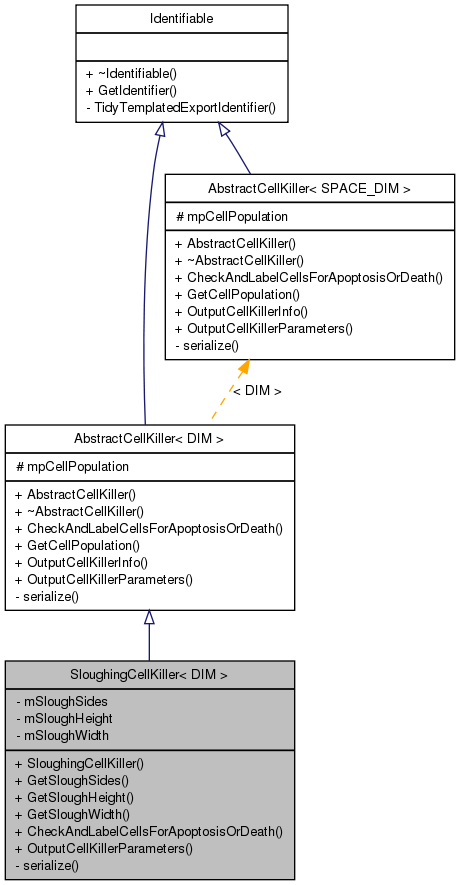 Identifiable
+ ~Identifiable()
+ GetIdentifier()
- TidyTemplatedExportIdentifier()
AbstractCellKiller< SPACE_DIM >
# mpCellPopulation
+ AbstractCellKiller()
+ ~AbstractCellKiller()
+ CheckAndLabelCellsForApoptosisOrDeath()
+ GetCellPopulation()
+ OutputCellKillerInfo()
+ OutputCellKillerParameters()
- serialize()
< DIM >
AbstractCellKiller< DIM >
# mpCellPopulation
+ AbstractCellKiller()
+ ~AbstractCellKiller()
+ CheckAndLabelCellsForApoptosisOrDeath()
+ GetCellPopulation()
+ OutputCellKillerInfo()
+ OutputCellKillerParameters()
- serialize()
SloughingCellKiller< DIM >
- mSloughSides
- mSloughHeight
- mSloughWidth
+ SloughingCellKiller()
+ GetSloughSides()
+ GetSloughHeight()
+ GetSloughWidth()
+ CheckAndLabelCellsForApoptosisOrDeath()
+ OutputCellKillerParameters()
- serialize()